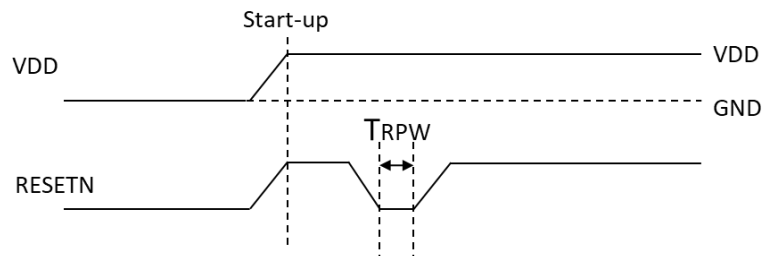 Start-up
VDD
VDD
GND
TRPW
RESETN